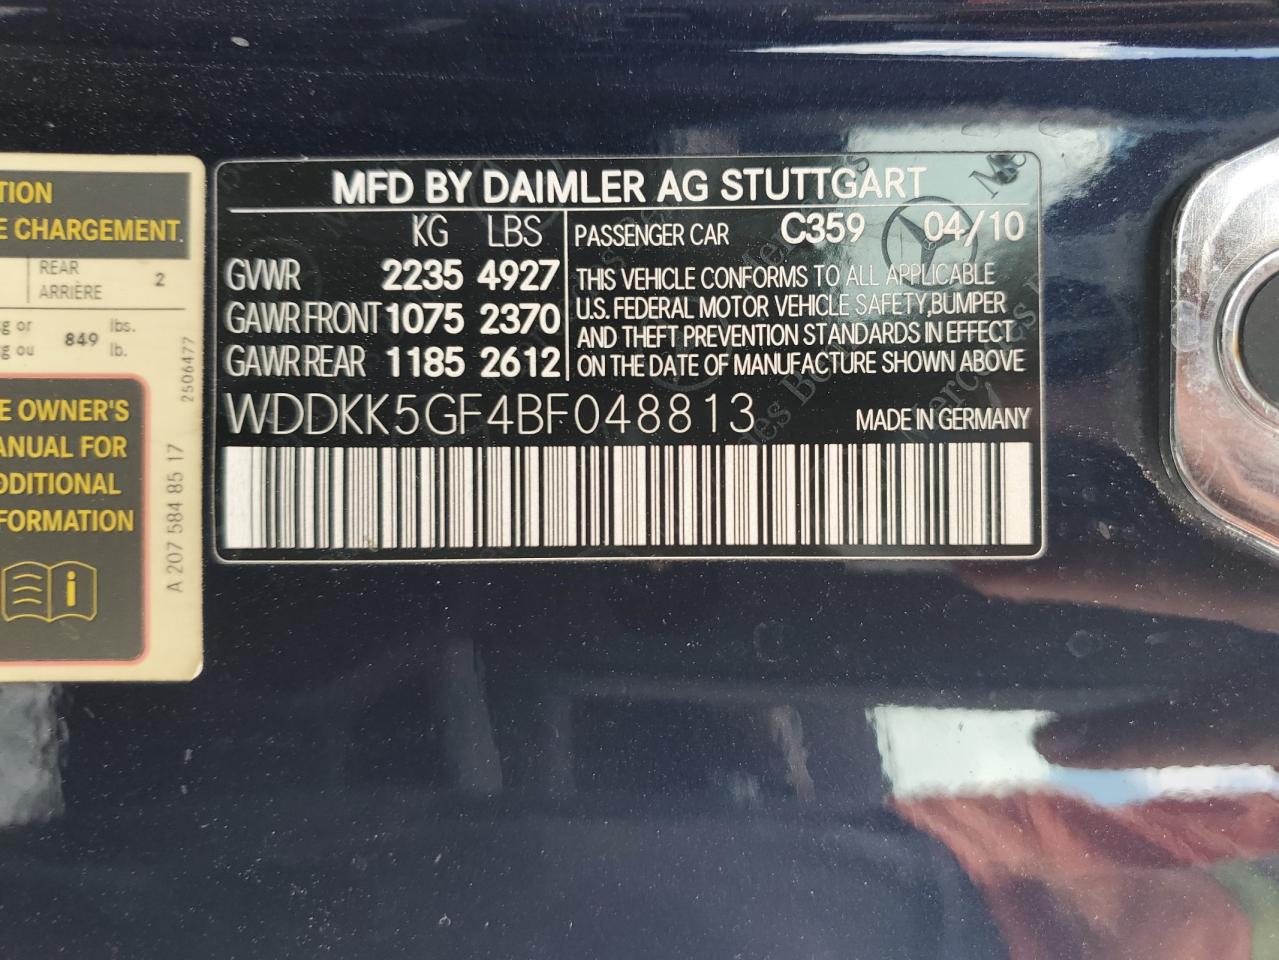 TION
E CHARGEMENT
REAR 2
ARRIÈRE
g or 849 lbs.
g ou lb.
2506477
E OWNER'S
ANUAL FOR
DDITIONAL
FORMATION
A 207 584 85 17
MFD BY DAIMLER AG STUTTGART
KG LBS
GVWR 2235 4927
GAWR FRONT 1075 2370
GAWR REAR 1185 2612
PASSENGER CAR C359 04/10
THIS VEHICLE CONFORMS TO ALL APPLICABLE
U.S. FEDERAL MOTOR VEHICLE SAFETY,BUMPER
AND THEFT PREVENTION STANDARDS IN EFFECT
ON THE DATE OF MANUFACTURE SHOWN ABOVE
WDDKK5GF4BF048813 MADE IN GERMANY